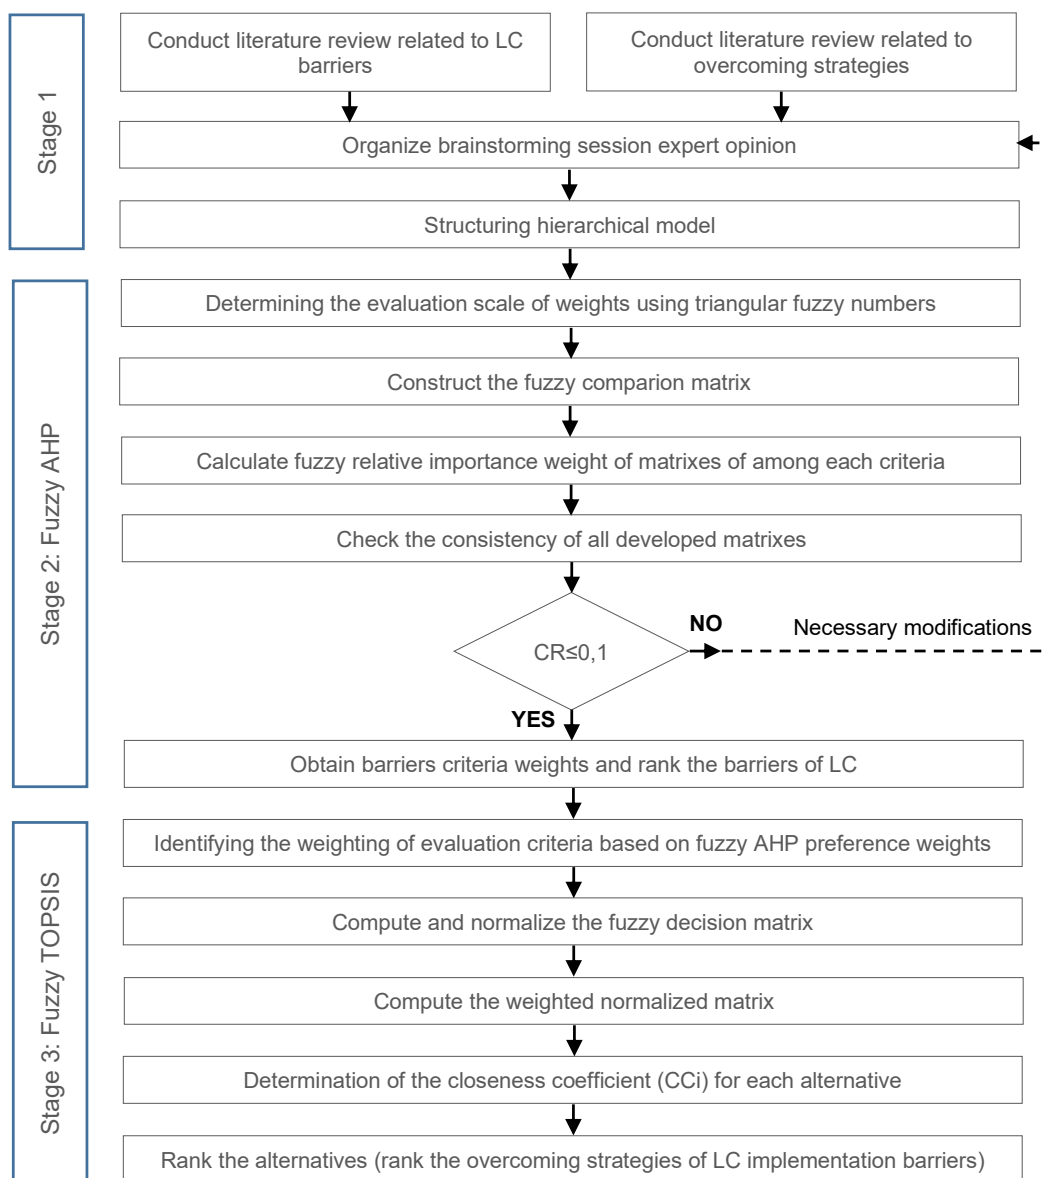 Stage 1
Conduct literature review related to LC
barriers
Conduct literature review related to
overcoming strategies
Organize brainstorming session expert opinion
Structuring hierarchical model
Stage 2: Fuzzy AHP
Determining the evaluation scale of weights using triangular fuzzy numbers
Construct the fuzzy comparion matrix
Calculate fuzzy relative importance weight of matrixes of among each criteria
Check the consistency of all developed matrixes
CR≤0,1
NO
Necessary modifications
YES
Obtain barriers criteria weights and rank the barriers of LC
Stage 3: Fuzzy TOPSIS
Identifying the weighting of evaluation criteria based on fuzzy AHP preference weights
Compute and normalize the fuzzy decision matrix
Compute the weighted normalized matrix
Determination of the closeness coefficient (CCi) for each alternative
Rank the alternatives (rank the overcoming strategies of LC implementation barriers)